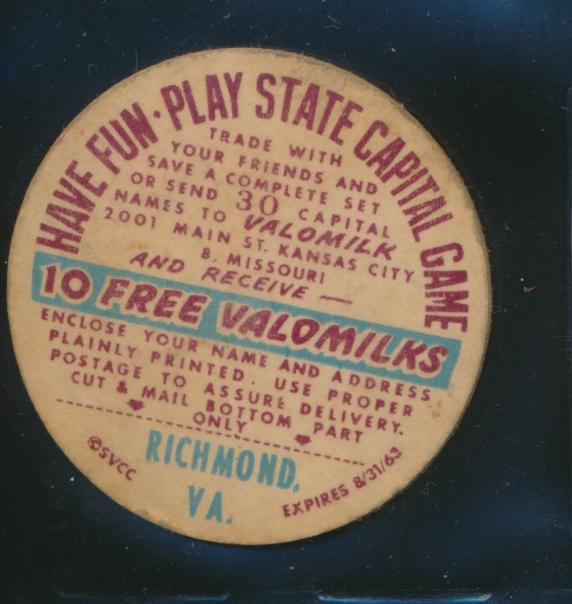 HAVE FUN · PLAY STATE CAPITAL GAME
TRADE WITH
YOUR FRIENDS AND
SAVE A COMPLETE SET
OR SEND 30 CAPITAL
NAMES TO VALOMILK
2001 MAIN ST. KANSAS CITY
8, MISSOURI
AND RECEIVE —
10 FREE VALOMILKS
ENCLOSE YOUR NAME AND ADDRESS
PLAINLY PRINTED. USE PROPER
POSTAGE TO ASSURE DELIVERY.
CUT & MAIL BOTTOM PART
ONLY
©SVCC
RICHMOND,
VA.
EXPIRES 8/31/63